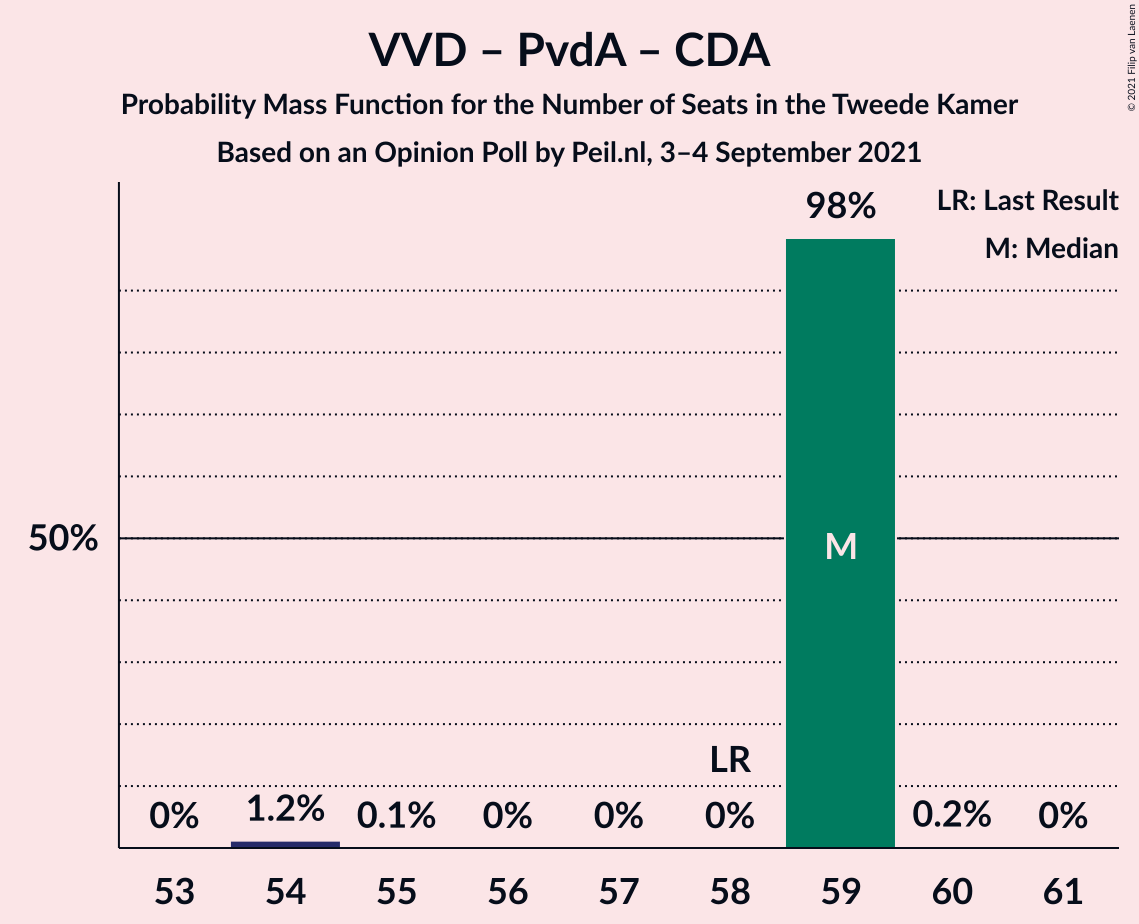 VVD – PvdA – CDA
Probability Mass Function for the Number of Seats in the Tweede Kamer
Based on an Opinion Poll by Peil.nl, 3–4 September 2021
© 2021 Filip van Laenen
LR: Last Result
M: Median
98%
50%
M
LR
0% 1.2% 0.1% 0% 0% 0% 0.2% 0%
53 54 55 56 57 58 59 60 61